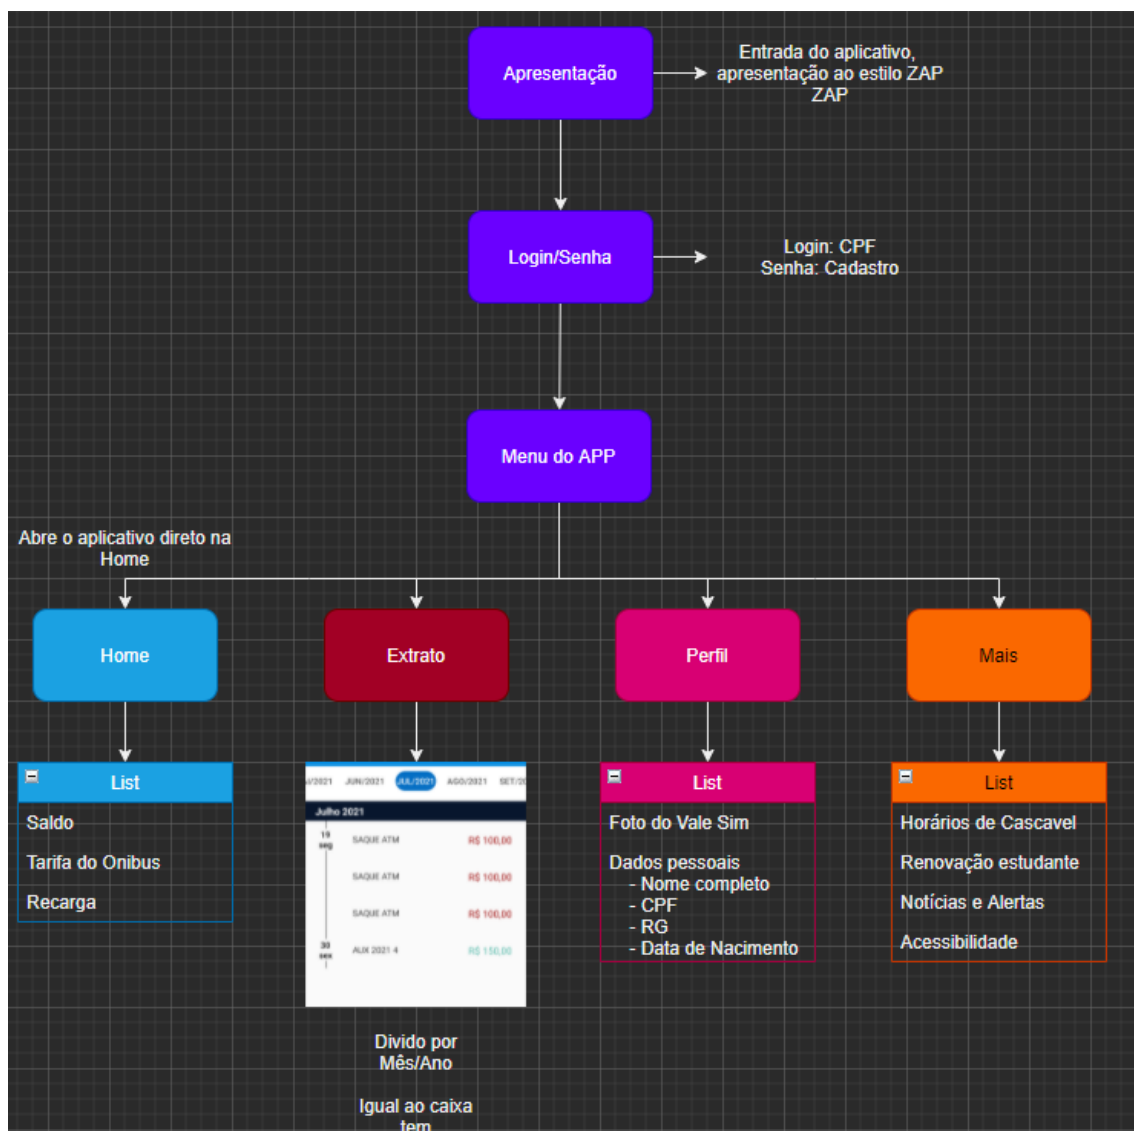 Apresentação
Entrada do aplicativo,
apresentação ao estilo ZAP
ZAP
Login/Senha
Login: CPF
Senha: Cadastro
Menu do APP
Abre o aplicativo direto na
Home
Home
Extrato
Perfil
Mais
List
Saldo
Tarifa do Onibus
Recarga
I/2021 JUN/2021 JUL/2021 AGO/2021 SET/20
Julho 2021
19
seg
SAQUE ATM R$ 100,00
SAQUE ATM R$ 100,00
SAQUE ATM R$ 100,00
30
sex
AUX 2021 4 R$ 150,00
Divido por
Mês/Ano
Igual ao caixa
tem
List
Foto do Vale Sim
Dados pessoais
- Nome completo
- CPF
- RG
- Data de Nacimento
List
Horários de Cascavel
Renovação estudante
Notícias e Alertas
Acessibilidade